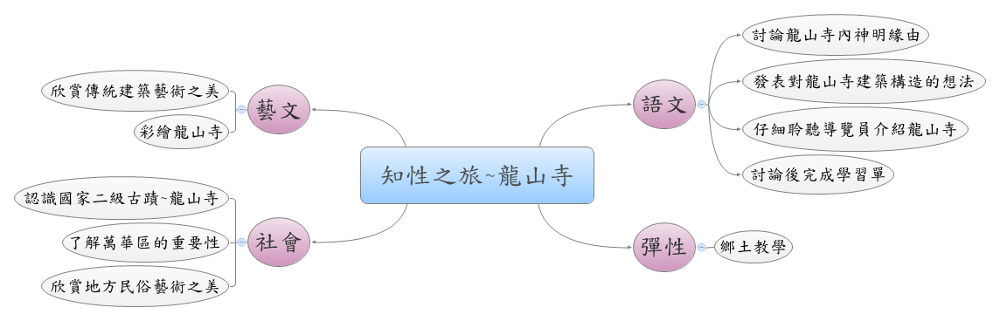 知性之旅~龍山寺
藝文
欣賞傳統建築藝術之美
彩繪龍山寺
社會
認識國家二級古蹟~龍山寺
了解萬華區的重要性
欣賞地方民俗藝術之美
語文
討論龍山寺內神明緣由
發表對龍山寺建築構造的想法
仔細聆聽導覽員介紹龍山寺
討論後完成學習單
彈性
鄉土教學